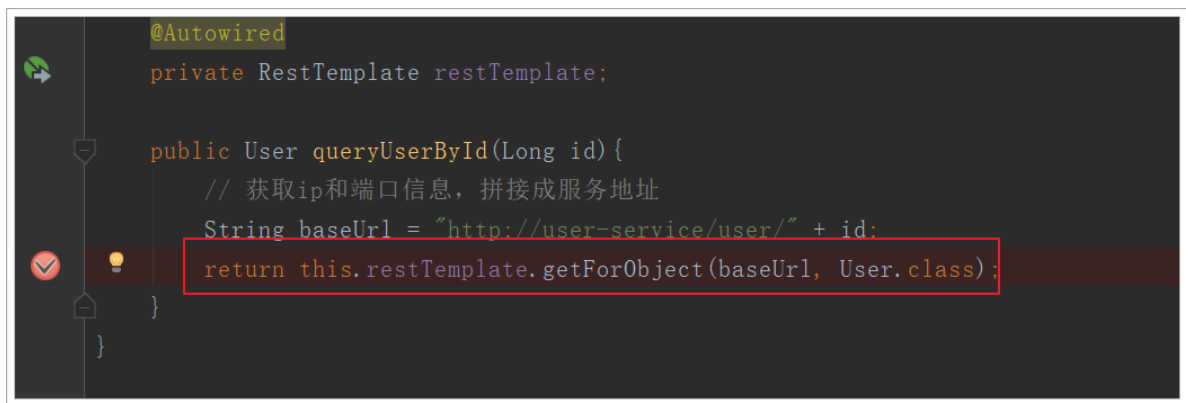 @Autowired
private RestTemplate restTemplate;
public User queryUserById(Long id){
// 获取ip和端口信息，拼接成服务地址
String baseUrl = "http://user-service/user/" + id;
return this.restTemplate.getForObject(baseUrl, User.class);
}
}